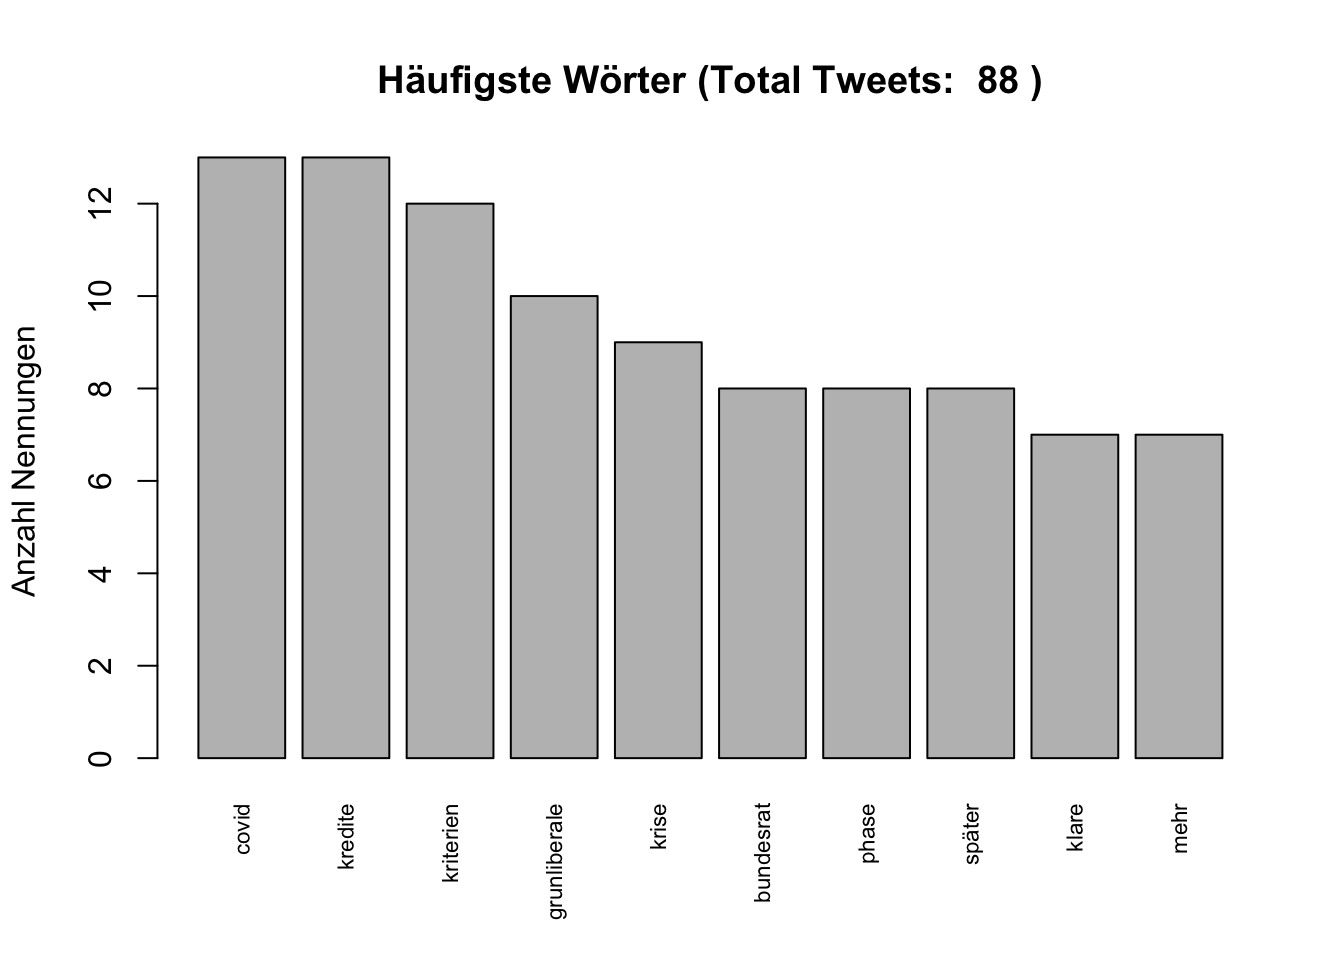 Häufigste Wörter (Total Tweets:  88 )
Anzahl Nennungen
12
10
8
6
4
2
0
covid
kredite
kriterien
grunliberale
krise
bundesrat
phase
später
klare
mehr